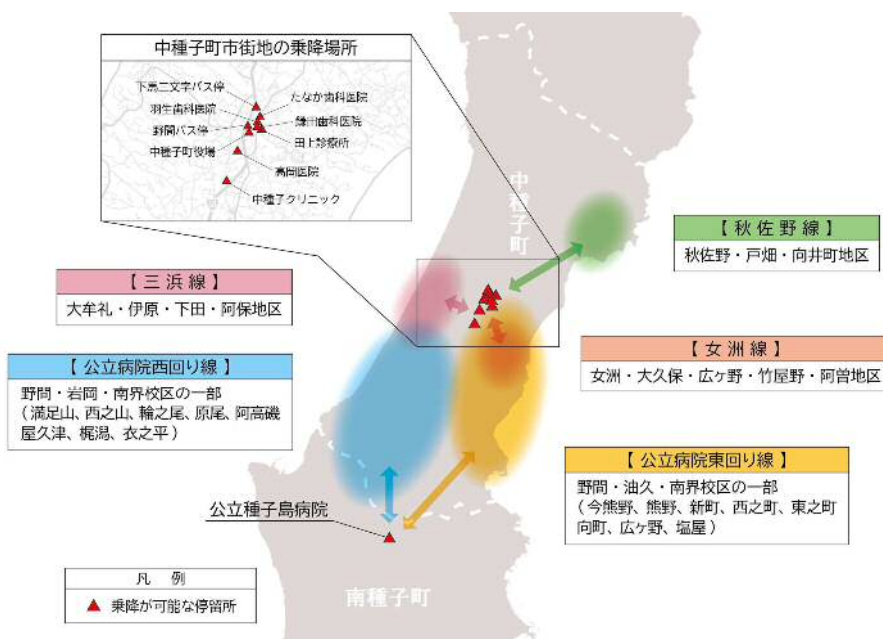 中種子町市街地の乗降場所
下馬二文字バス停
たなか歯科医院
羽生歯科医院
鎌田歯科医院
野間バス停
田上診療所
中種子町役場
高岡医院
中種子クリニック
中種子町
【 秋佐野線 】
秋佐野・戸畑・向井町地区
【 三浜線 】
大牟礼・伊原・下田・阿保地区
【 女洲線 】
女洲・大久保・広ヶ野・竹屋野・阿曽地区
【 公立病院西回り線 】
野間・岩岡・南界校区の一部
(満足山、西之山、輪之尾、原尾、阿高磯
屋久津、梶潟、衣之平)
【 公立病院東回り線 】
野間・油久・南界校区の一部
(今熊野、熊野、新町、西之町、東之町
向町、広ヶ野、塩屋)
公立種子島病院
南種子町
凡 例
乗降が可能な停留所